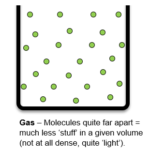 Gas – Molecules quite far apart =
much less 'stuff' in a given volume
(not at all dense, quite 'light').